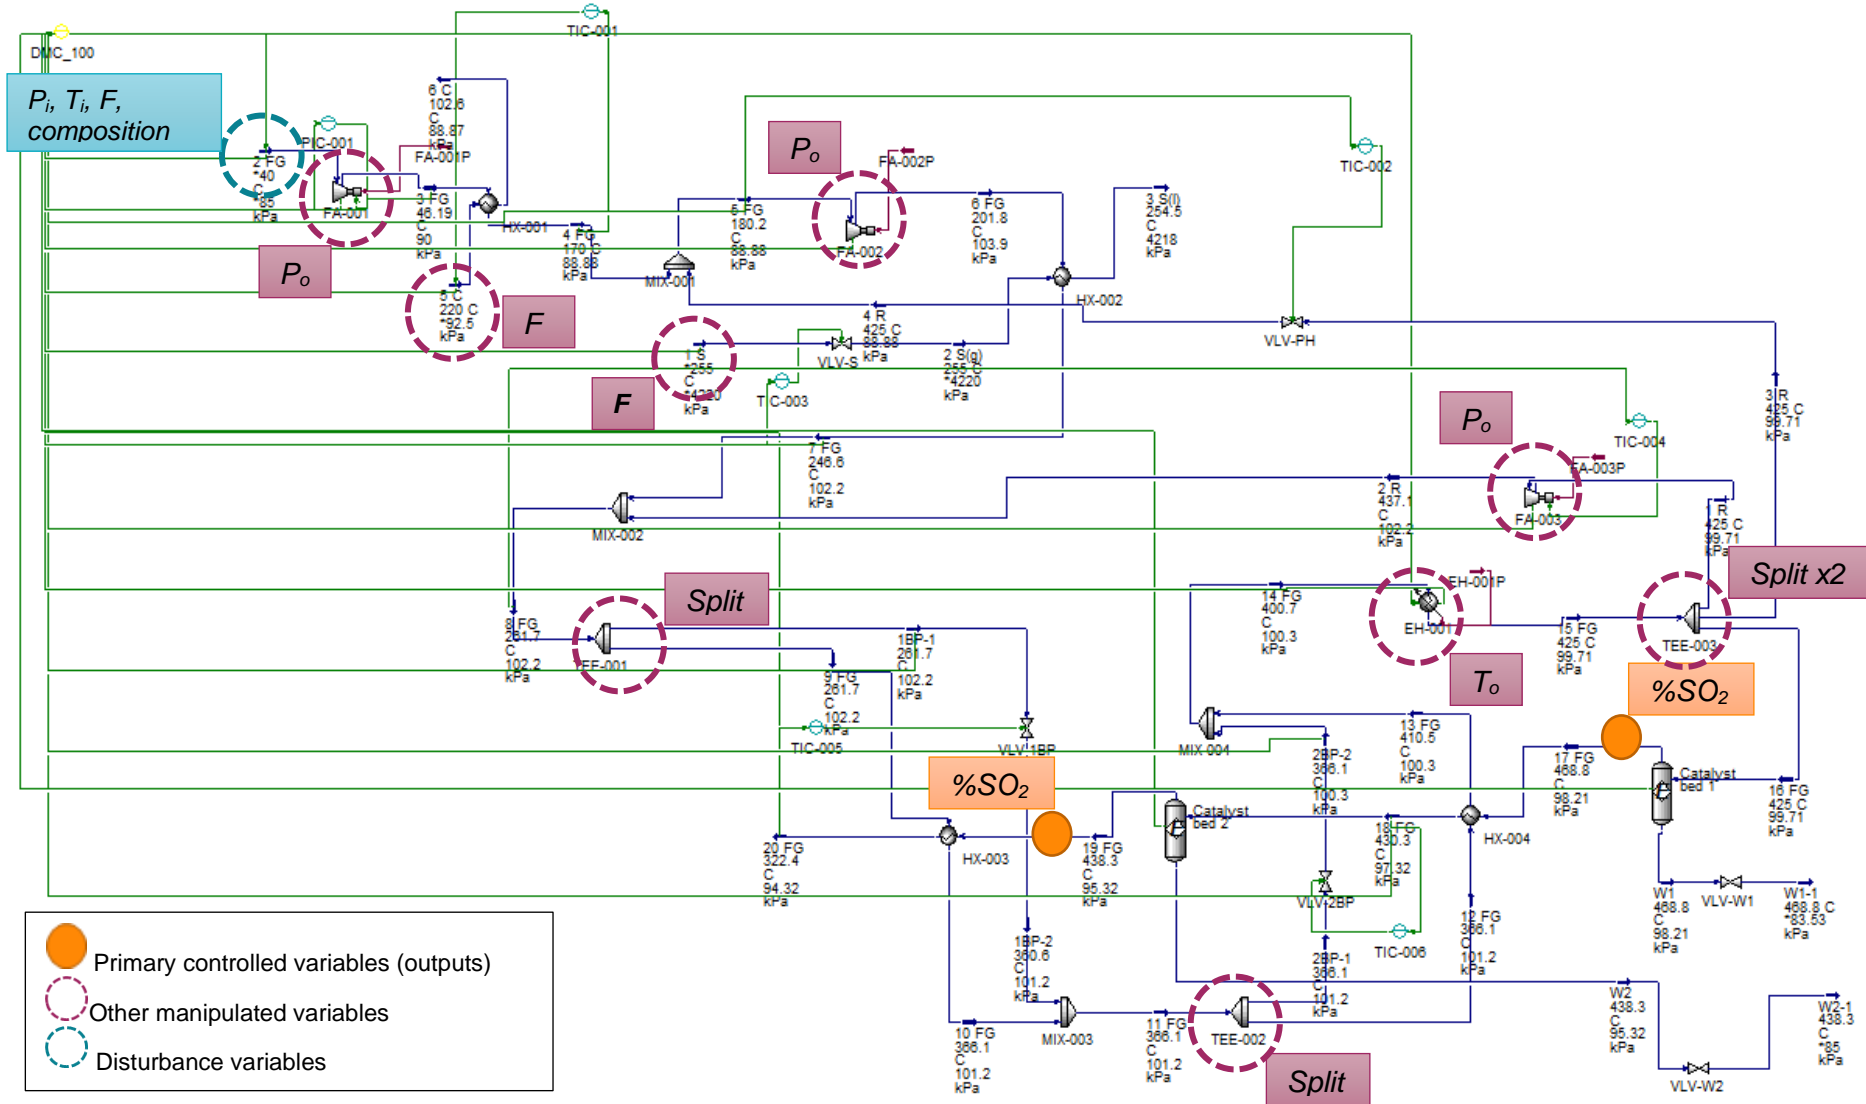 TIC-001
DMC_100
P_i, T_i, F,
composition
6 C
102.6
C
88.87
kPa
PIC-001
FA-001P
2 FG
*40
C
*85
kPa
FA-001
3 FG
46.19
C
90
kPa
HX-001
P_o
5 C
220 C
*92.5
kPa
F
4 FG
170 C
88.88
kPa
MIX-001
5 FG
180.2
C
88.88
kPa
P_o
FA-002P
FA-002
6 FG
201.8
C
103.9
kPa
3 S(l)
254.5
C
4218
kPa
TIC-002
HX-002
VLV-PH
4 R
425 C
88.88
kPa
1 S
*255
C
*4220
kPa
F
VLV-S
2 S(g)
255 C
*4220
kPa
TIC-003
3 R
425 C
99.71
kPa
P_o
TIC-004
FA-003P
FA-003
7 FG
246.6
C
102.2
kPa
MIX-002
2 R
437.1
C
102.2
kPa
1 R
425 C
99.71
kPa
Split x2
Split
EH-001P
14 FG
400.7
C
100.3
kPa
EH-001
T_o
15 FG
425 C
99.71
kPa
TEE-003
8 FG
261.7
C
102.2
kPa
TEE-001
1BP-1
261.7
C
102.2
kPa
9 FG
261.7
C
102.2
kPa
TIC-005
VLV-1BP
%SO2
%SO2
MIX-004
13 FG
410.5
C
100.3
kPa
2BP-2
366.1
C
100.3
kPa
17 FG
468.8
C
98.21
kPa
Catalyst
bed 1
16 FG
425 C
99.71
kPa
Catalyst
bed 2
20 FG
322.4
C
94.32
kPa
HX-003
19 FG
438.3
C
95.32
kPa
18 FG
430.3
C
97.32
kPa
HX-004
VLV-2BP
W1
468.8
C
98.21
kPa
VLV-W1
W1-1
468.8 C
*83.53
kPa
12 FG
366.1
C
101.2
kPa
TIC-006
1BP-2
360.6
C
101.2
kPa
2BP-1
366.1
C
101.2
kPa
10 FG
366.1
C
101.2
kPa
MIX-003
11 FG
366.1
C
101.2
kPa
TEE-002
Split
W2
438.3
C
95.32
kPa
VLV-W2
W2-1
438.3
C
*85
kPa
Primary controlled variables (outputs)
Other manipulated variables
Disturbance variables